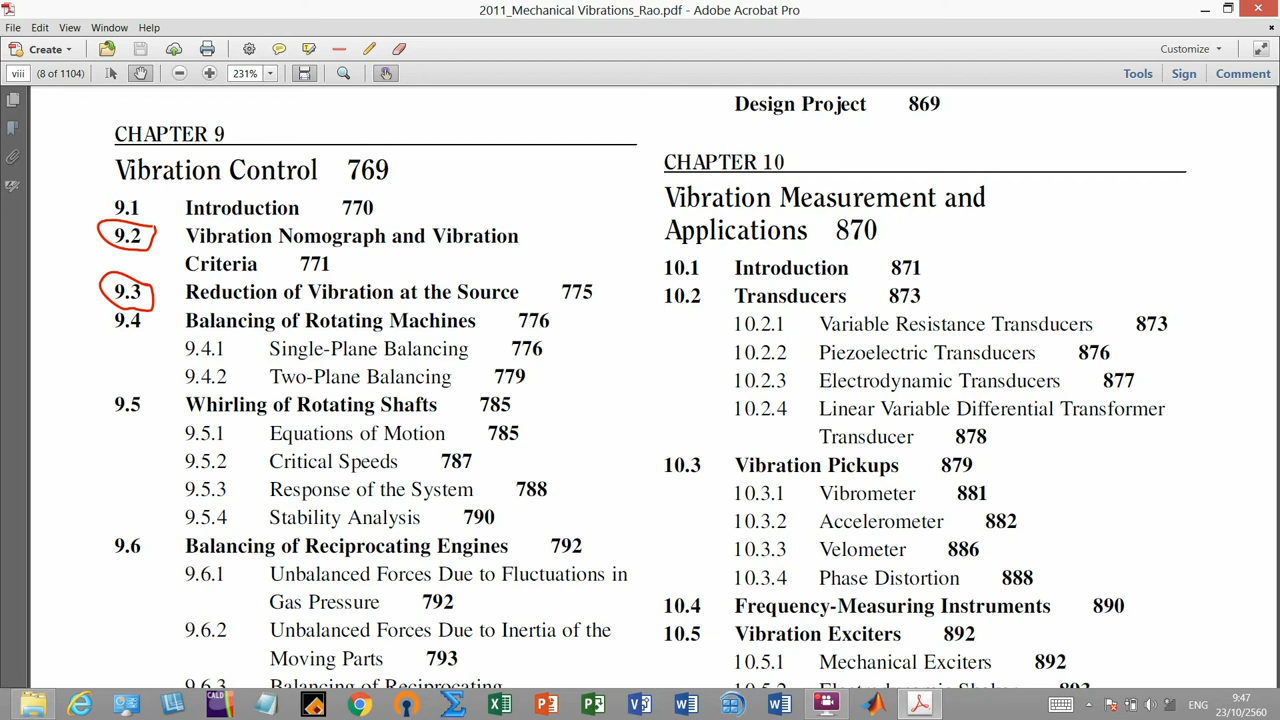 2011_Mechanical Vibrations_Rao.pdf - Adobe Acrobat Pro
File Edit View Window Help
Create
Customize
viii (8 of 1104)
231%
Tools Sign Comment
CHAPTER 9
Vibration Control 769
9.1 Introduction 770
9.2 Vibration Nomograph and Vibration
Criteria 771
9.3 Reduction of Vibration at the Source 775
9.4 Balancing of Rotating Machines 776
9.4.1 Single-Plane Balancing 776
9.4.2 Two-Plane Balancing 779
9.5 Whirling of Rotating Shafts 785
9.5.1 Equations of Motion 785
9.5.2 Critical Speeds 787
9.5.3 Response of the System 788
9.5.4 Stability Analysis 790
9.6 Balancing of Reciprocating Engines 792
9.6.1 Unbalanced Forces Due to Fluctuations in
Gas Pressure 792
9.6.2 Unbalanced Forces Due to Inertia of the
Moving Parts 793
9.6.3 Balancing of Reciprocating
Design Project 869
CHAPTER 10
Vibration Measurement and
Applications 870
10.1 Introduction 871
10.2 Transducers 873
10.2.1 Variable Resistance Transducers 873
10.2.2 Piezoelectric Transducers 876
10.2.3 Electrodynamic Transducers 877
10.2.4 Linear Variable Differential Transformer
Transducer 878
10.3 Vibration Pickups 879
10.3.1 Vibrometer 881
10.3.2 Accelerometer 882
10.3.3 Velometer 886
10.3.4 Phase Distortion 888
10.4 Frequency-Measuring Instruments 890
10.5 Vibration Exciters 892
10.5.1 Mechanical Exciters 892
CALD
ENG
9:47
23/10/2560